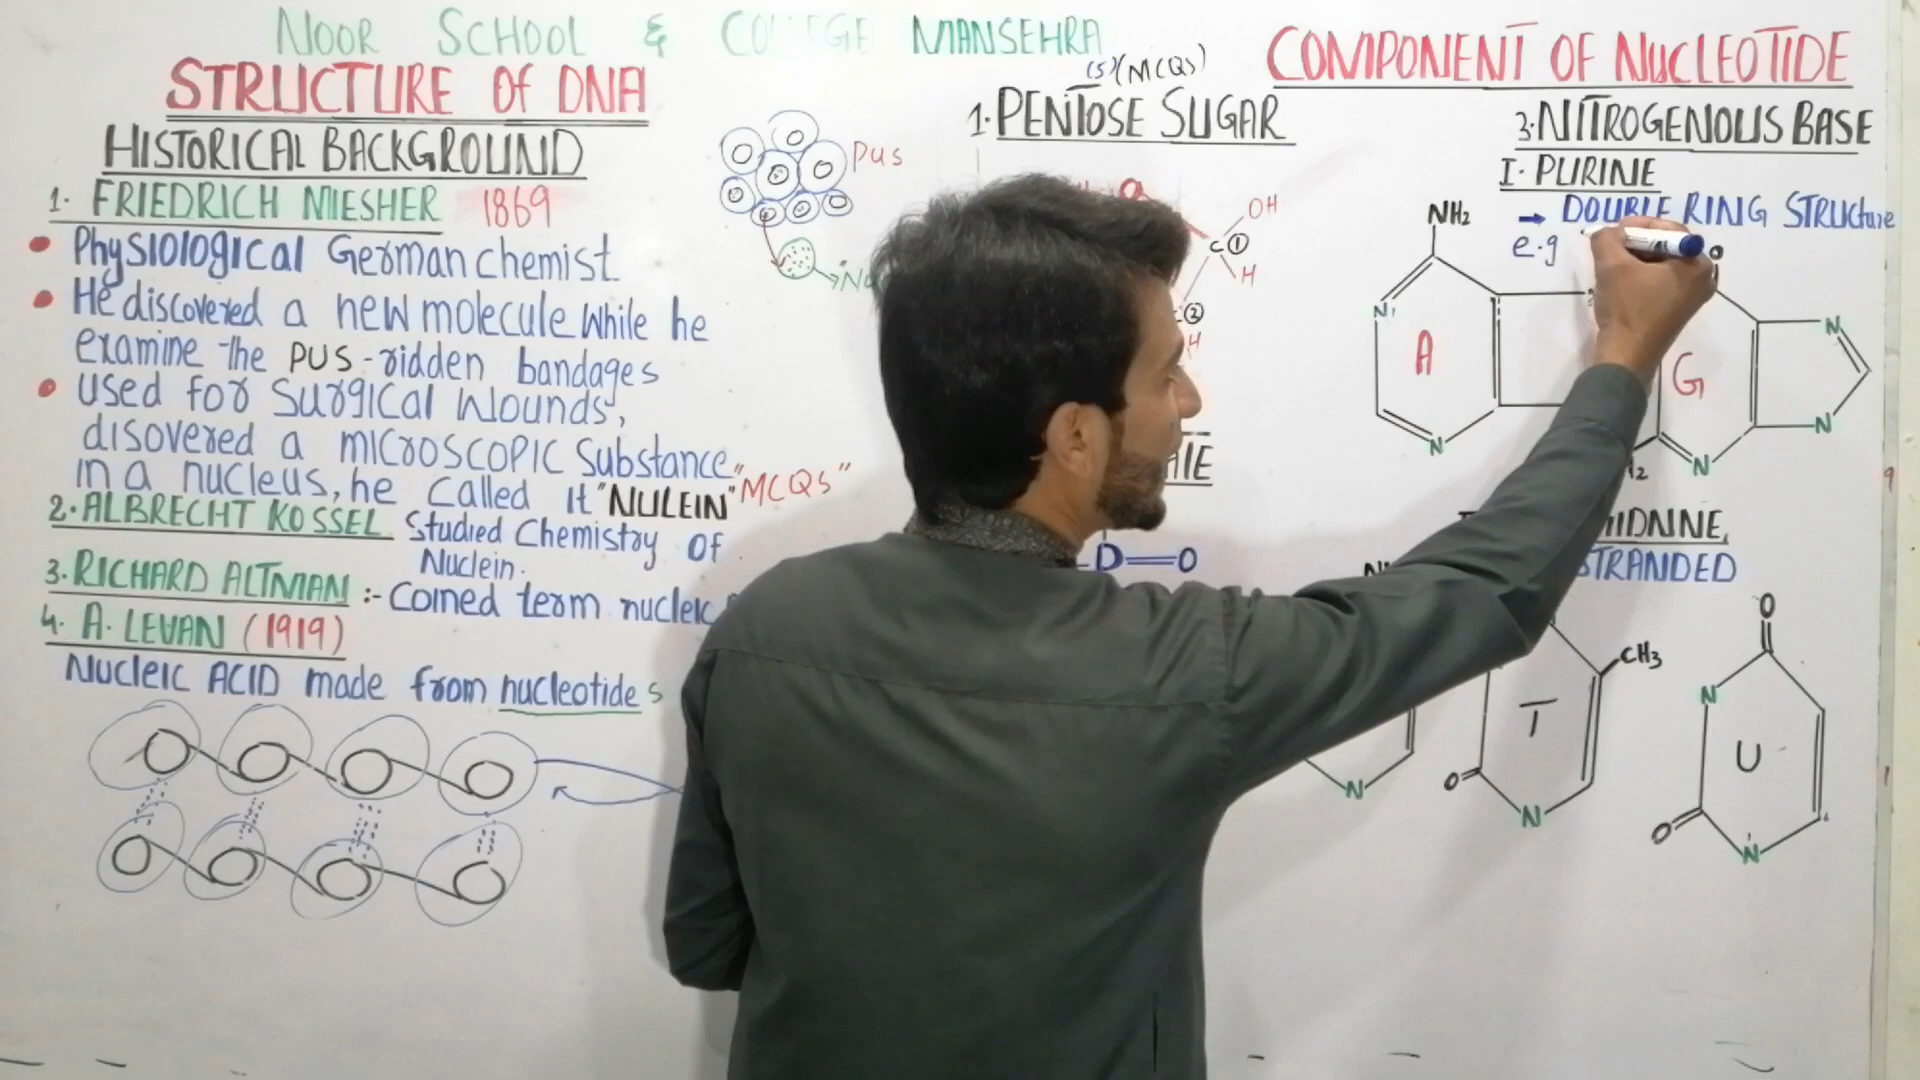 NOOR SCHOOL & COLLEGE MANSEHRA
STRUCTURE Of DNA
HISTORICAL BACKGROUND
1. FRIEDRICH MIESHER 1869
Physiological German chemist
He discovered a new molecule while he
examine the PUS-ridden bandages
used for Surgical Wounds,
disovered a microscopic Substance
in a nucleus, he called it "NULEIN" "MCQS"
2. ALBRECHT KOSSEL Studied Chemistry Of
Nuclein.
3. RICHARD ALTMAN :- Coined term nucleic
4. A. LEVAN (1919)
Nucleic ACID made from nucleotides
Pus
(5)(MCQS)
1. PENTOSE SUGAR
OH
C①
H
②
H
O
COMPONENT OF NUCLEOTIDE
3. NITROGENOUS BASE
I. PURINE
→ DOUBLE RING STRUCture
e.g
NH2
N
A
N
G
N
N
N
STRANDED
CH3
T
O
N
N
O
N
U
O
N